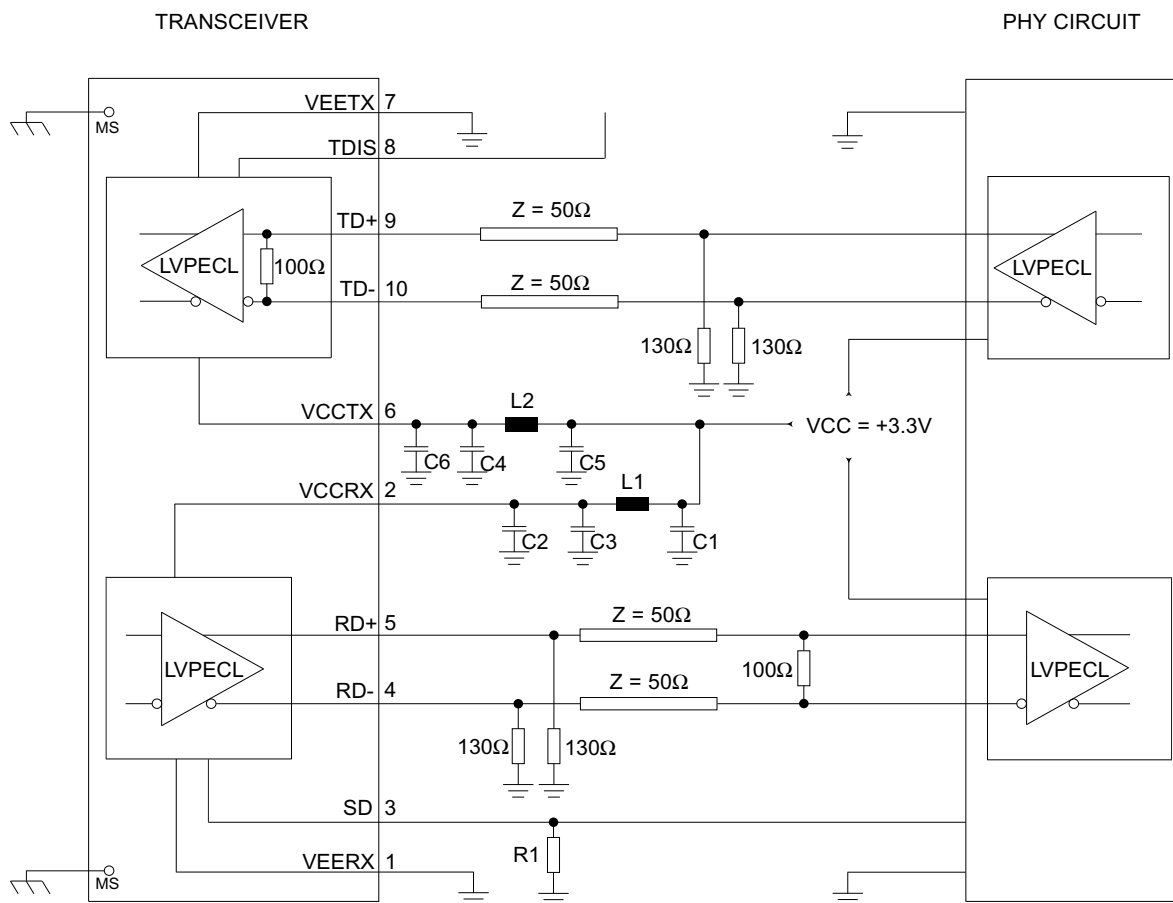 TRANSCEIVER
PHY CIRCUIT
VEETX 7
MS
TDIS 8
TD+ 9
Z = 50Ω
LVPECL
100Ω
LVPECL
TD- 10
Z = 50Ω
130Ω
130Ω
L2
VCCTX 6
VCC = +3.3V
C6
C4
C5
L1
VCCRX 2
C2
C3
C1
RD+ 5
Z = 50Ω
LVPECL
100Ω
LVPECL
RD- 4
Z = 50Ω
130Ω
130Ω
SD 3
R1
VEERX 1
MS